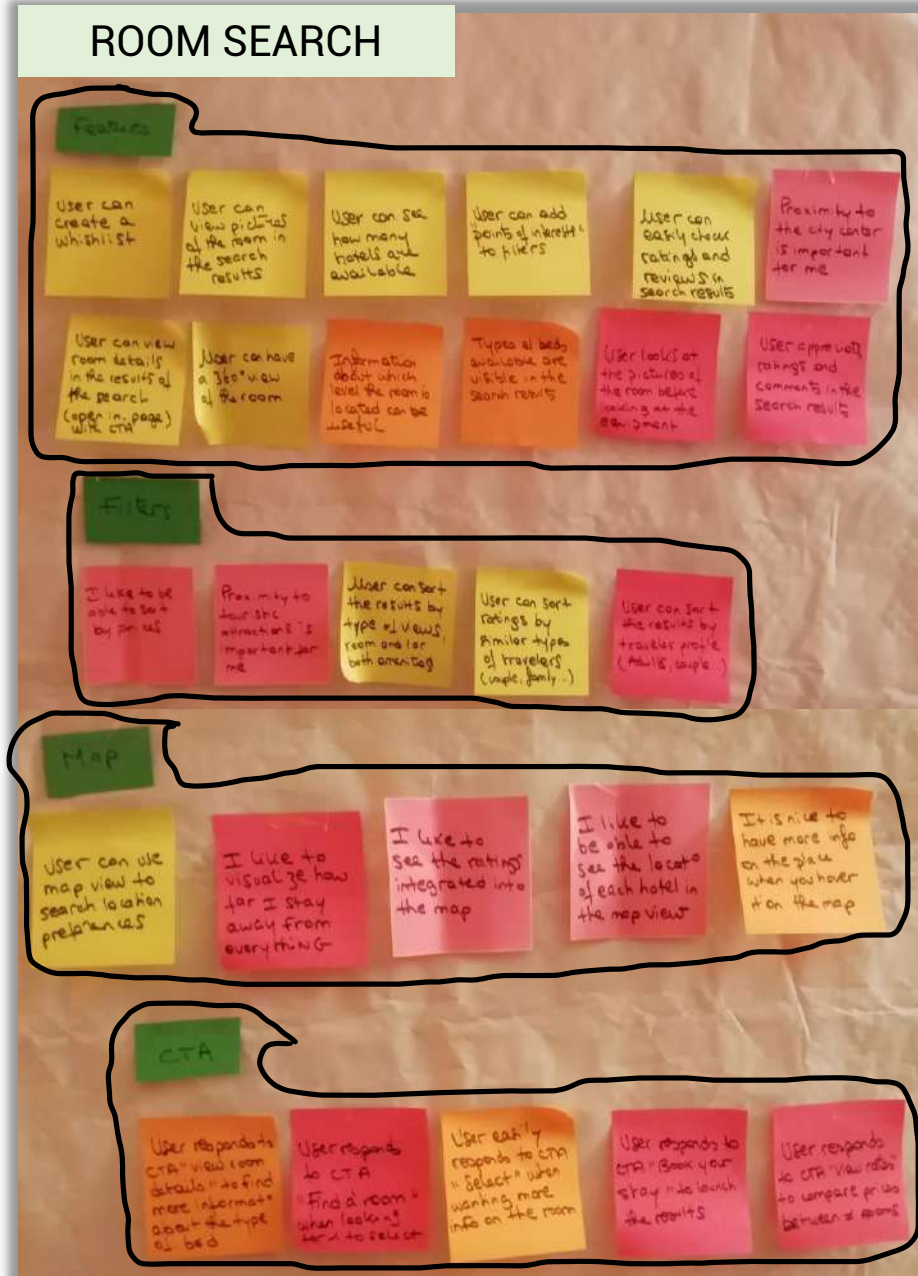 ROOM SEARCH
Features
User can
create a
whishlist
User can
view pictures
of the room in
the search
results
User can see
how many
hotels are
available
User can add
"points of interests"
to filters
User can
easily check
ratings and
reviews in
search results
Proximity to
the city center
is important
for me
User can view
room details
in the results of
the search
(open in page)
with CTA
User can have
a 360° view
of the room
Information
about which
level the room is
located can be
useful
Types of beds
available are
visible in the
search results
User looks at
the pictures of
the room before
looking at the
equipment
User appreciate
ratings and
comments in the
search results
Filters
I like to be
able to sort
by prices
Proximity to
touristic
attractions is
important for
me
User can sort
the results by
type of views,
room and/or
both amenities
User can sort
ratings by
similar types
of travelers
(couple, family...)
User can sort
the results by
traveler profile
(Adults, couple...)
Map
User can use
map view to
search location
preferences
I like to
visualize how
far I stay
away from
everything
I like to
see the ratings
integrated into
the map
I like to
be able to
see the locat°
of each hotel in
the map view
It is nice to
have more info
on the place
when you hover
it on the map
CTA
User responds to
CTA "view room
details" to find
more informat°
about the type
of bed
User responds
to CTA
"Find a room"
when looking
to select
User easily
responds to CTA
"Select" when
wanting more
info on the room
User responds to
CTA "Book your
stay" to launch
the results
User responds
to CTA "View rates"
to compare prices
between rooms